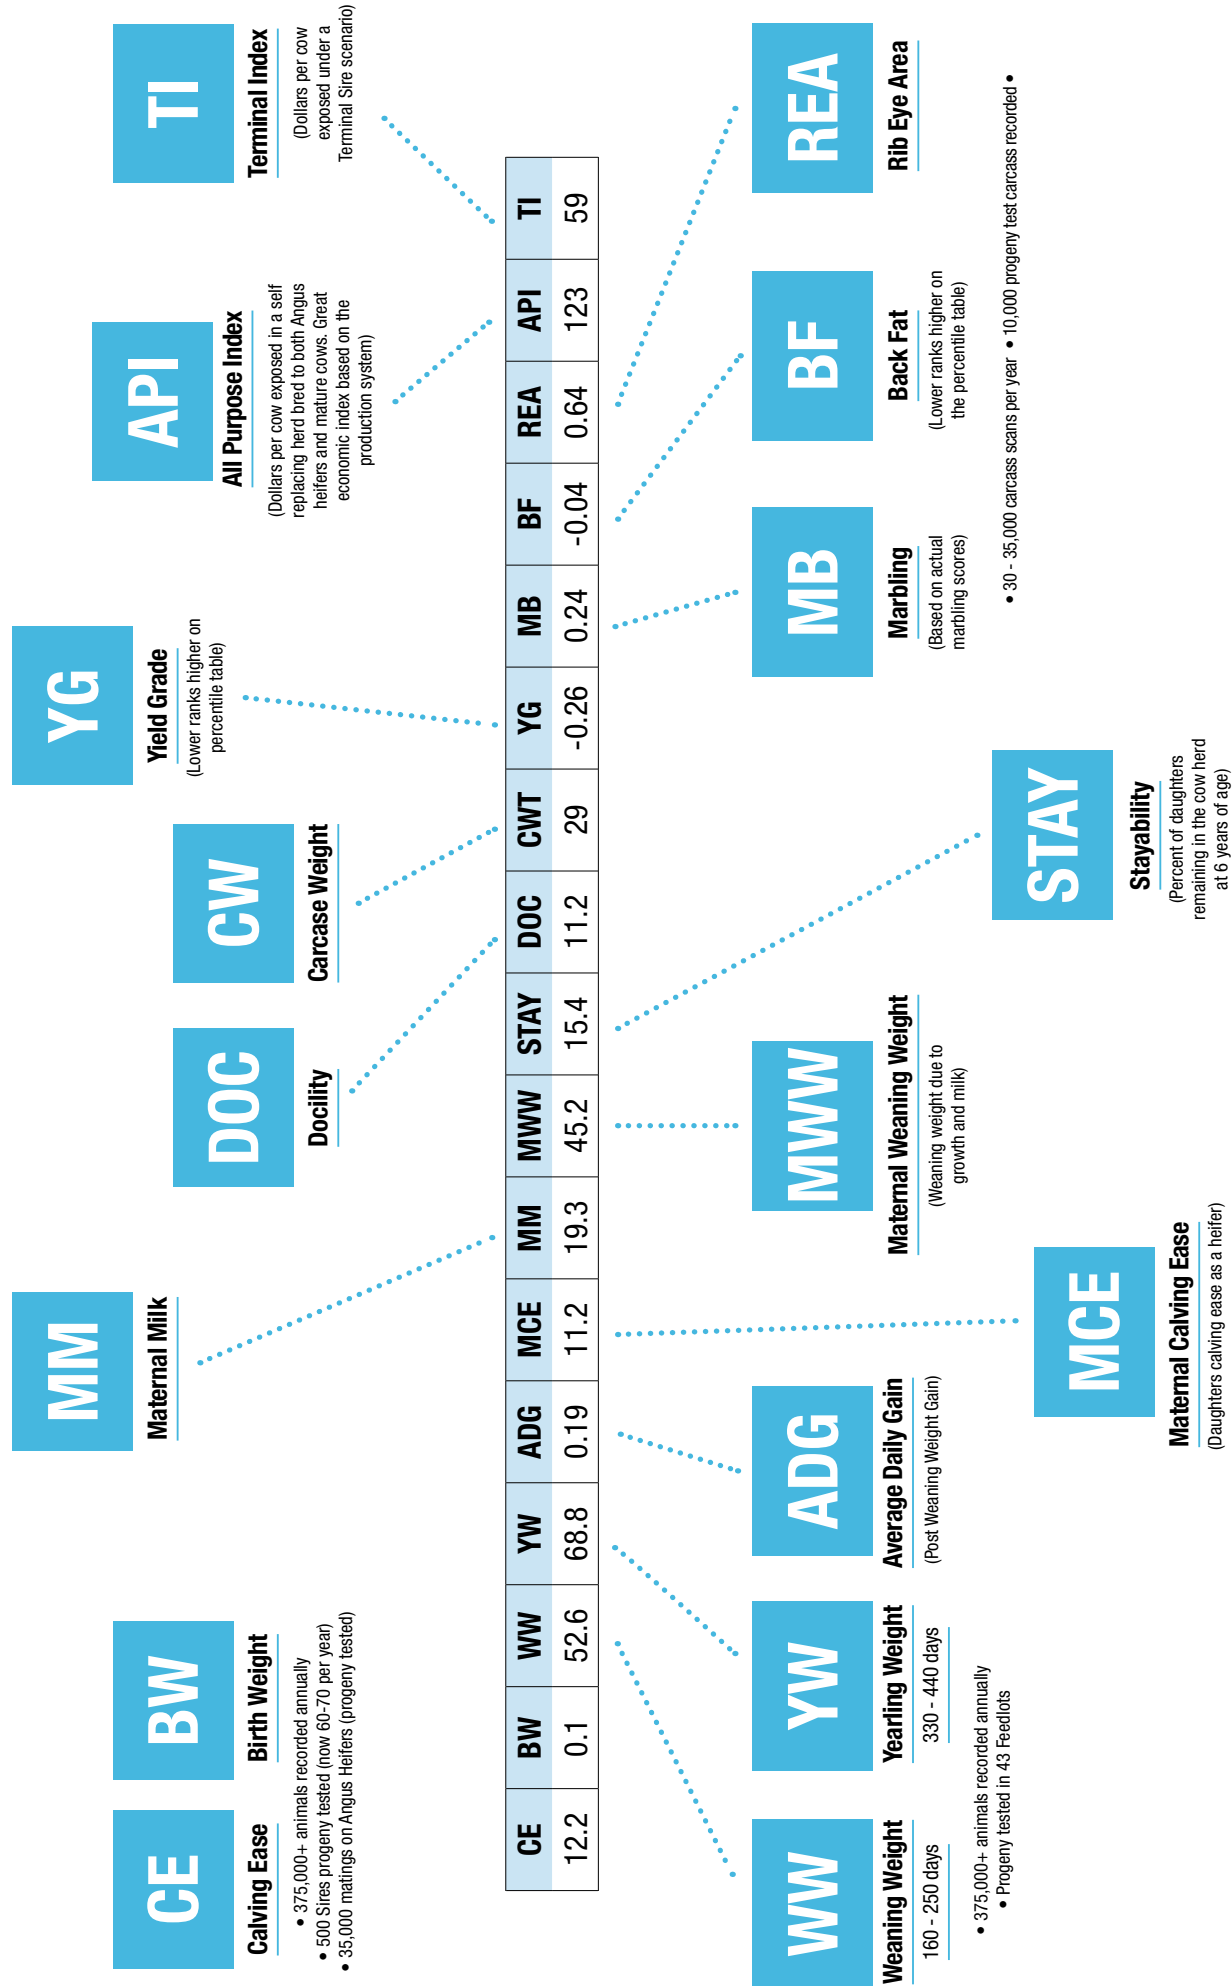 MM
Maternal Milk
YG
Yield Grade
(Lower ranks higher on
percentile table)
CE
Calving Ease
BW
Birth Weight
• 375,000+ animals recorded annually
• 500 Sires progeny tested (now 60-70 per year)
• 35,000 matings on Angus Heifers (progeny tested)
DOC
Docility
CW
Carcase Weight
API
All Purpose Index
(Dollars per cow exposed in a self
replacing herd bred to both Angus
heifers and mature cows. Great
economic index based on the
production system)
TI
Terminal Index
(Dollars per cow
exposed under a
Terminal Sire scenario)
CE BW WW YW ADG MCE MM MWW STAY DOC CWT YG MB BF REA API TI
12.2 0.1 52.6 68.8 0.19 11.2 19.3 45.2 15.4 11.2 29 -0.26 0.24 -0.04 0.64 123 59
WW
Weaning Weight
160 - 250 days
YW
Yearling Weight
330 - 440 days
• 375,000+ animals recorded annually
• Progeny tested in 43 Feedlots
ADG
Average Daily Gain
(Post Weaning Weight Gain)
MCE
Maternal Calving Ease
(Daughters calving ease as a heifer)
MWW
Maternal Weaning Weight
(Weaning weight due to
growth and milk)
STAY
Stayability
(Percent of daughters
remaining in the cow herd
at 6 years of age)
MB
Marbling
(Based on actual
marbling scores)
BF
Back Fat
(Lower ranks higher on
the percentile table)
REA
Rib Eye Area
• 30 - 35,000 carcass scans per year • 10,000 progeny test carcass recorded •